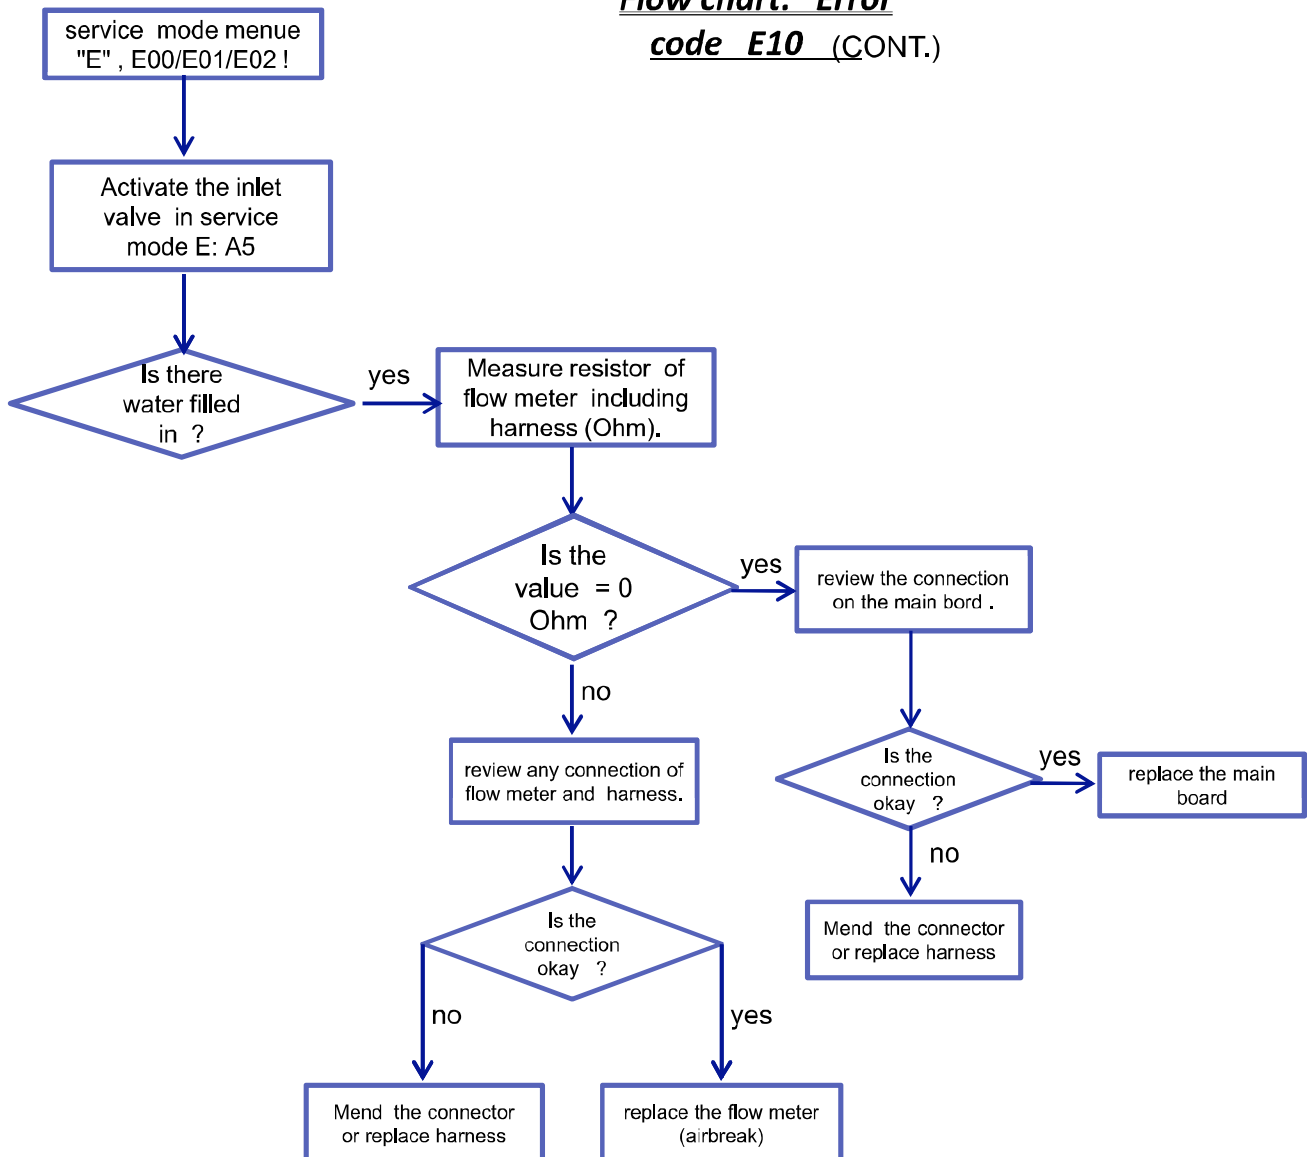 Flow chart: Error
code E10 (CONT.)
service mode menue
"E" , E00/E01/E02 !
Activate the inlet
valve in service
mode E: A5
Is there
water filled
in ?
yes
Measure resistor of
flow meter including
harness (Ohm).
Is the
value = 0
Ohm ?
yes
review the connection
on the main bord .
no
review any connection of
flow meter and harness.
Is the
connection
okay ?
yes
replace the main
board
no
Mend the connector
or replace harness
Is the
connection
okay ?
no
yes
Mend the connector
or replace harness
replace the flow meter
(airbreak)